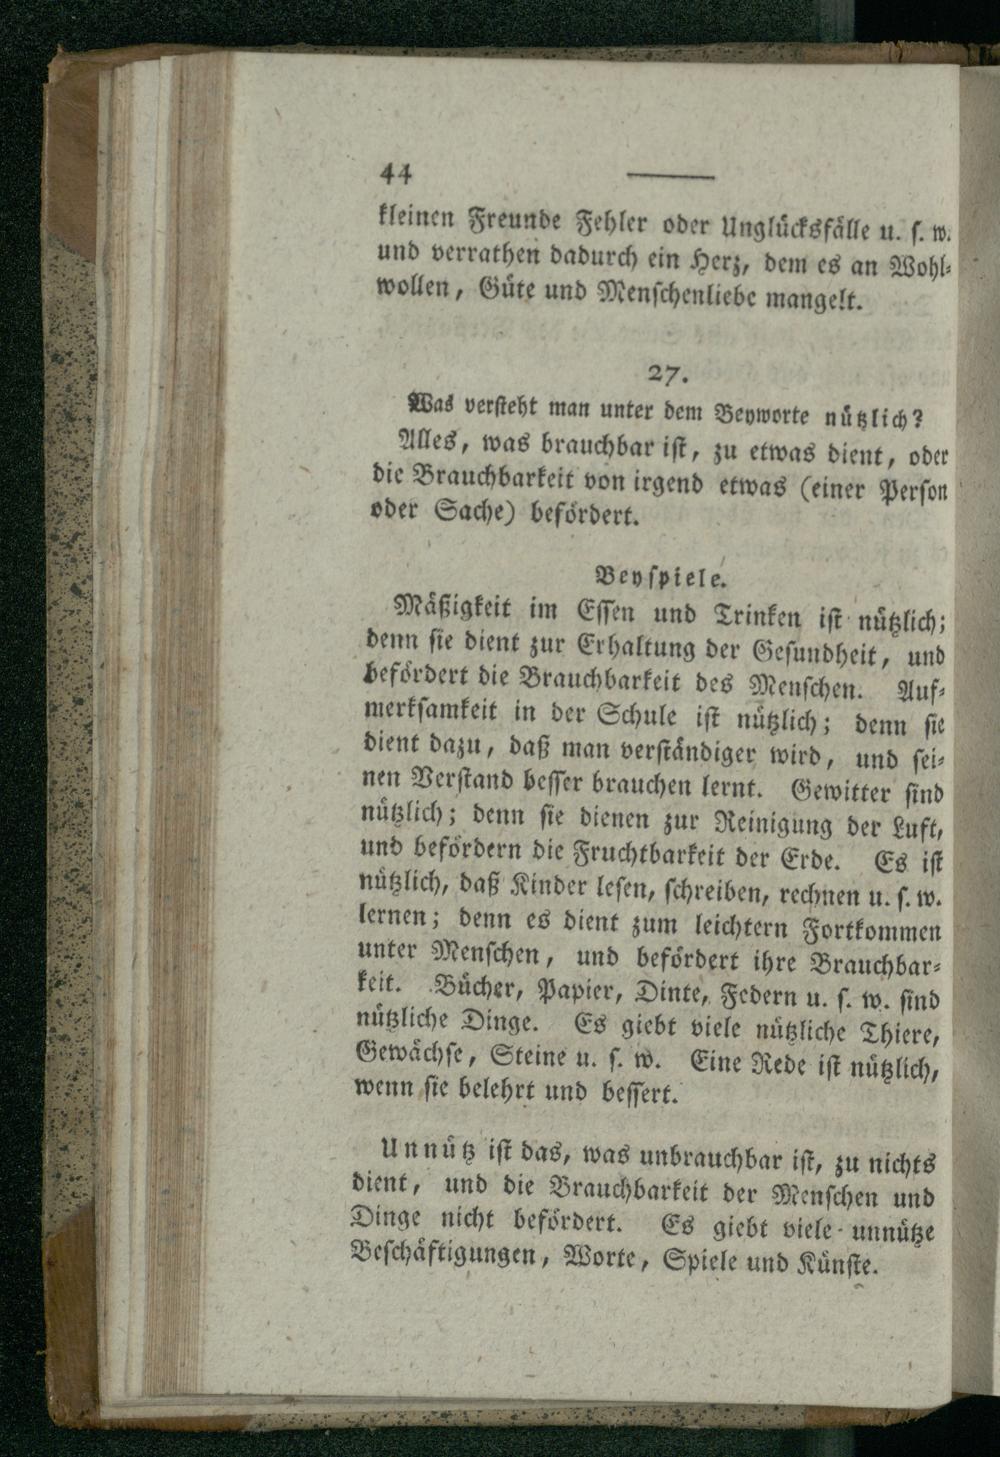 44
kleinen Freunde Fehler oder Unglücksfälle u. s. w.
und verrathen dadurch ein Herz, dem es an Wohl-
wollen, Güte und Menschenliebe mangelt.
27.
Was versteht man unter dem Beyworte nützlich?
Alles, was brauchbar ist, zu etwas dient, oder
die Brauchbarkeit von irgend etwas (einer Person
oder Sache) befördert.
Beyspiele.
Mäßigkeit im Essen und Trinken ist nützlich;
denn sie dient zur Erhaltung der Gesundheit, und
befördert die Brauchbarkeit des Menschen. Auf-
merksamkeit in der Schule ist nützlich; denn sie
dient dazu, daß man verständiger wird, und sei-
nen Verstand besser brauchen lernt. Gewitter sind
nützlich; denn sie dienen zur Reinigung der Luft,
und befördern die Fruchtbarkeit der Erde. Es ist
nützlich, daß Kinder lesen, schreiben, rechnen u. s. w.
lernen; denn es dient zum leichtern Fortkommen
unter Menschen, und befördert ihre Brauchbar-
keit. Bücher, Papier, Dinte, Federn u. s. w. sind
nützliche Dinge. Es giebt viele nützliche Thiere,
Gewächse, Steine u. s. w. Eine Rede ist nützlich,
wenn sie belehrt und bessert.
Unnütz ist das, was unbrauchbar ist, zu nichts
dient, und die Brauchbarkeit der Menschen und
Dinge nicht befördert. Es giebt viele unnütze
Beschäftigungen, Worte, Spiele und Künste.